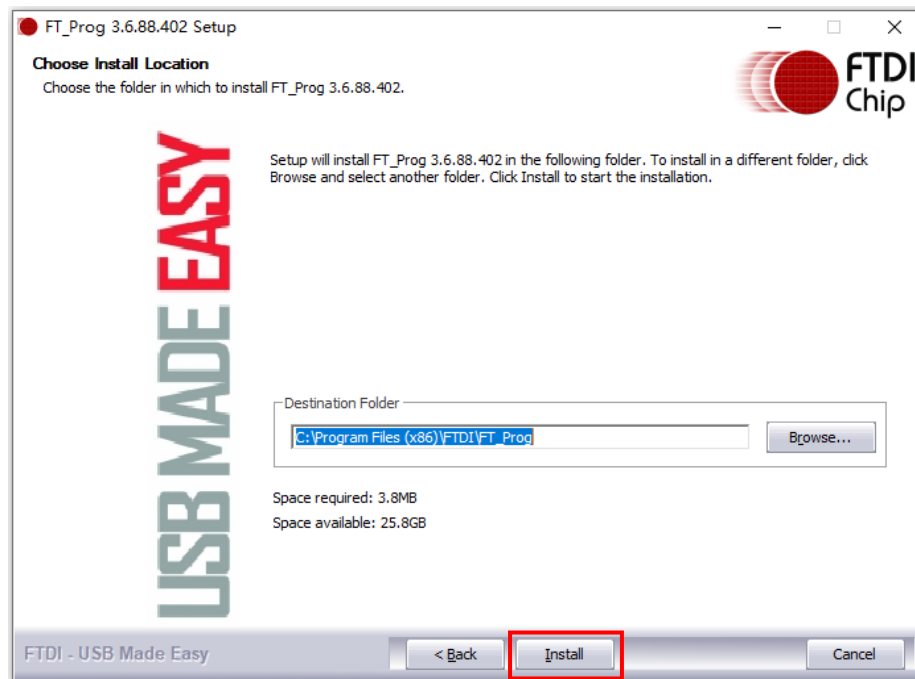 FT_Prog 3.6.88.402 Setup
Choose Install Location
Choose the folder in which to install FT_Prog 3.6.88.402.
FTDI
Chip
USB MADE EASY
Setup will install FT_Prog 3.6.88.402 in the following folder. To install in a different folder, click
Browse and select another folder. Click Install to start the installation.
Destination Folder
C:\Program Files (x86)\FTDI\FT_Prog
Browse...
Space required: 3.8MB
Space available: 25.8GB
FTDI - USB Made Easy
< Back
Install
Cancel